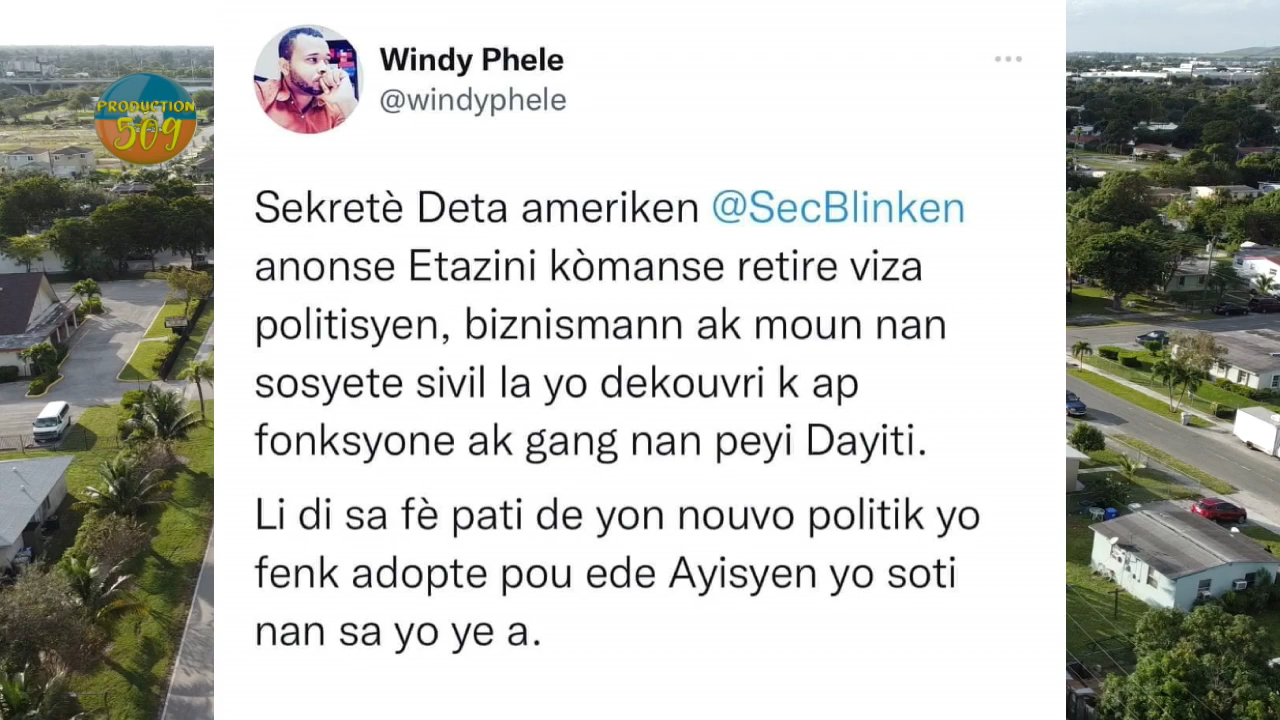 PRODUCTION
509
Windy Phele
@windyphele
Sekretè Deta ameriken @SecBlinken
anonse Etazini kòmanse retire viza
politisyen, biznismann ak moun nan
sosyete sivil la yo dekouvri k ap
fonksyone ak gang nan peyi Dayiti.
Li di sa fè pati de yon nouvo politik yo
fenk adopte pou ede Ayisyen yo soti
nan sa yo ye a.